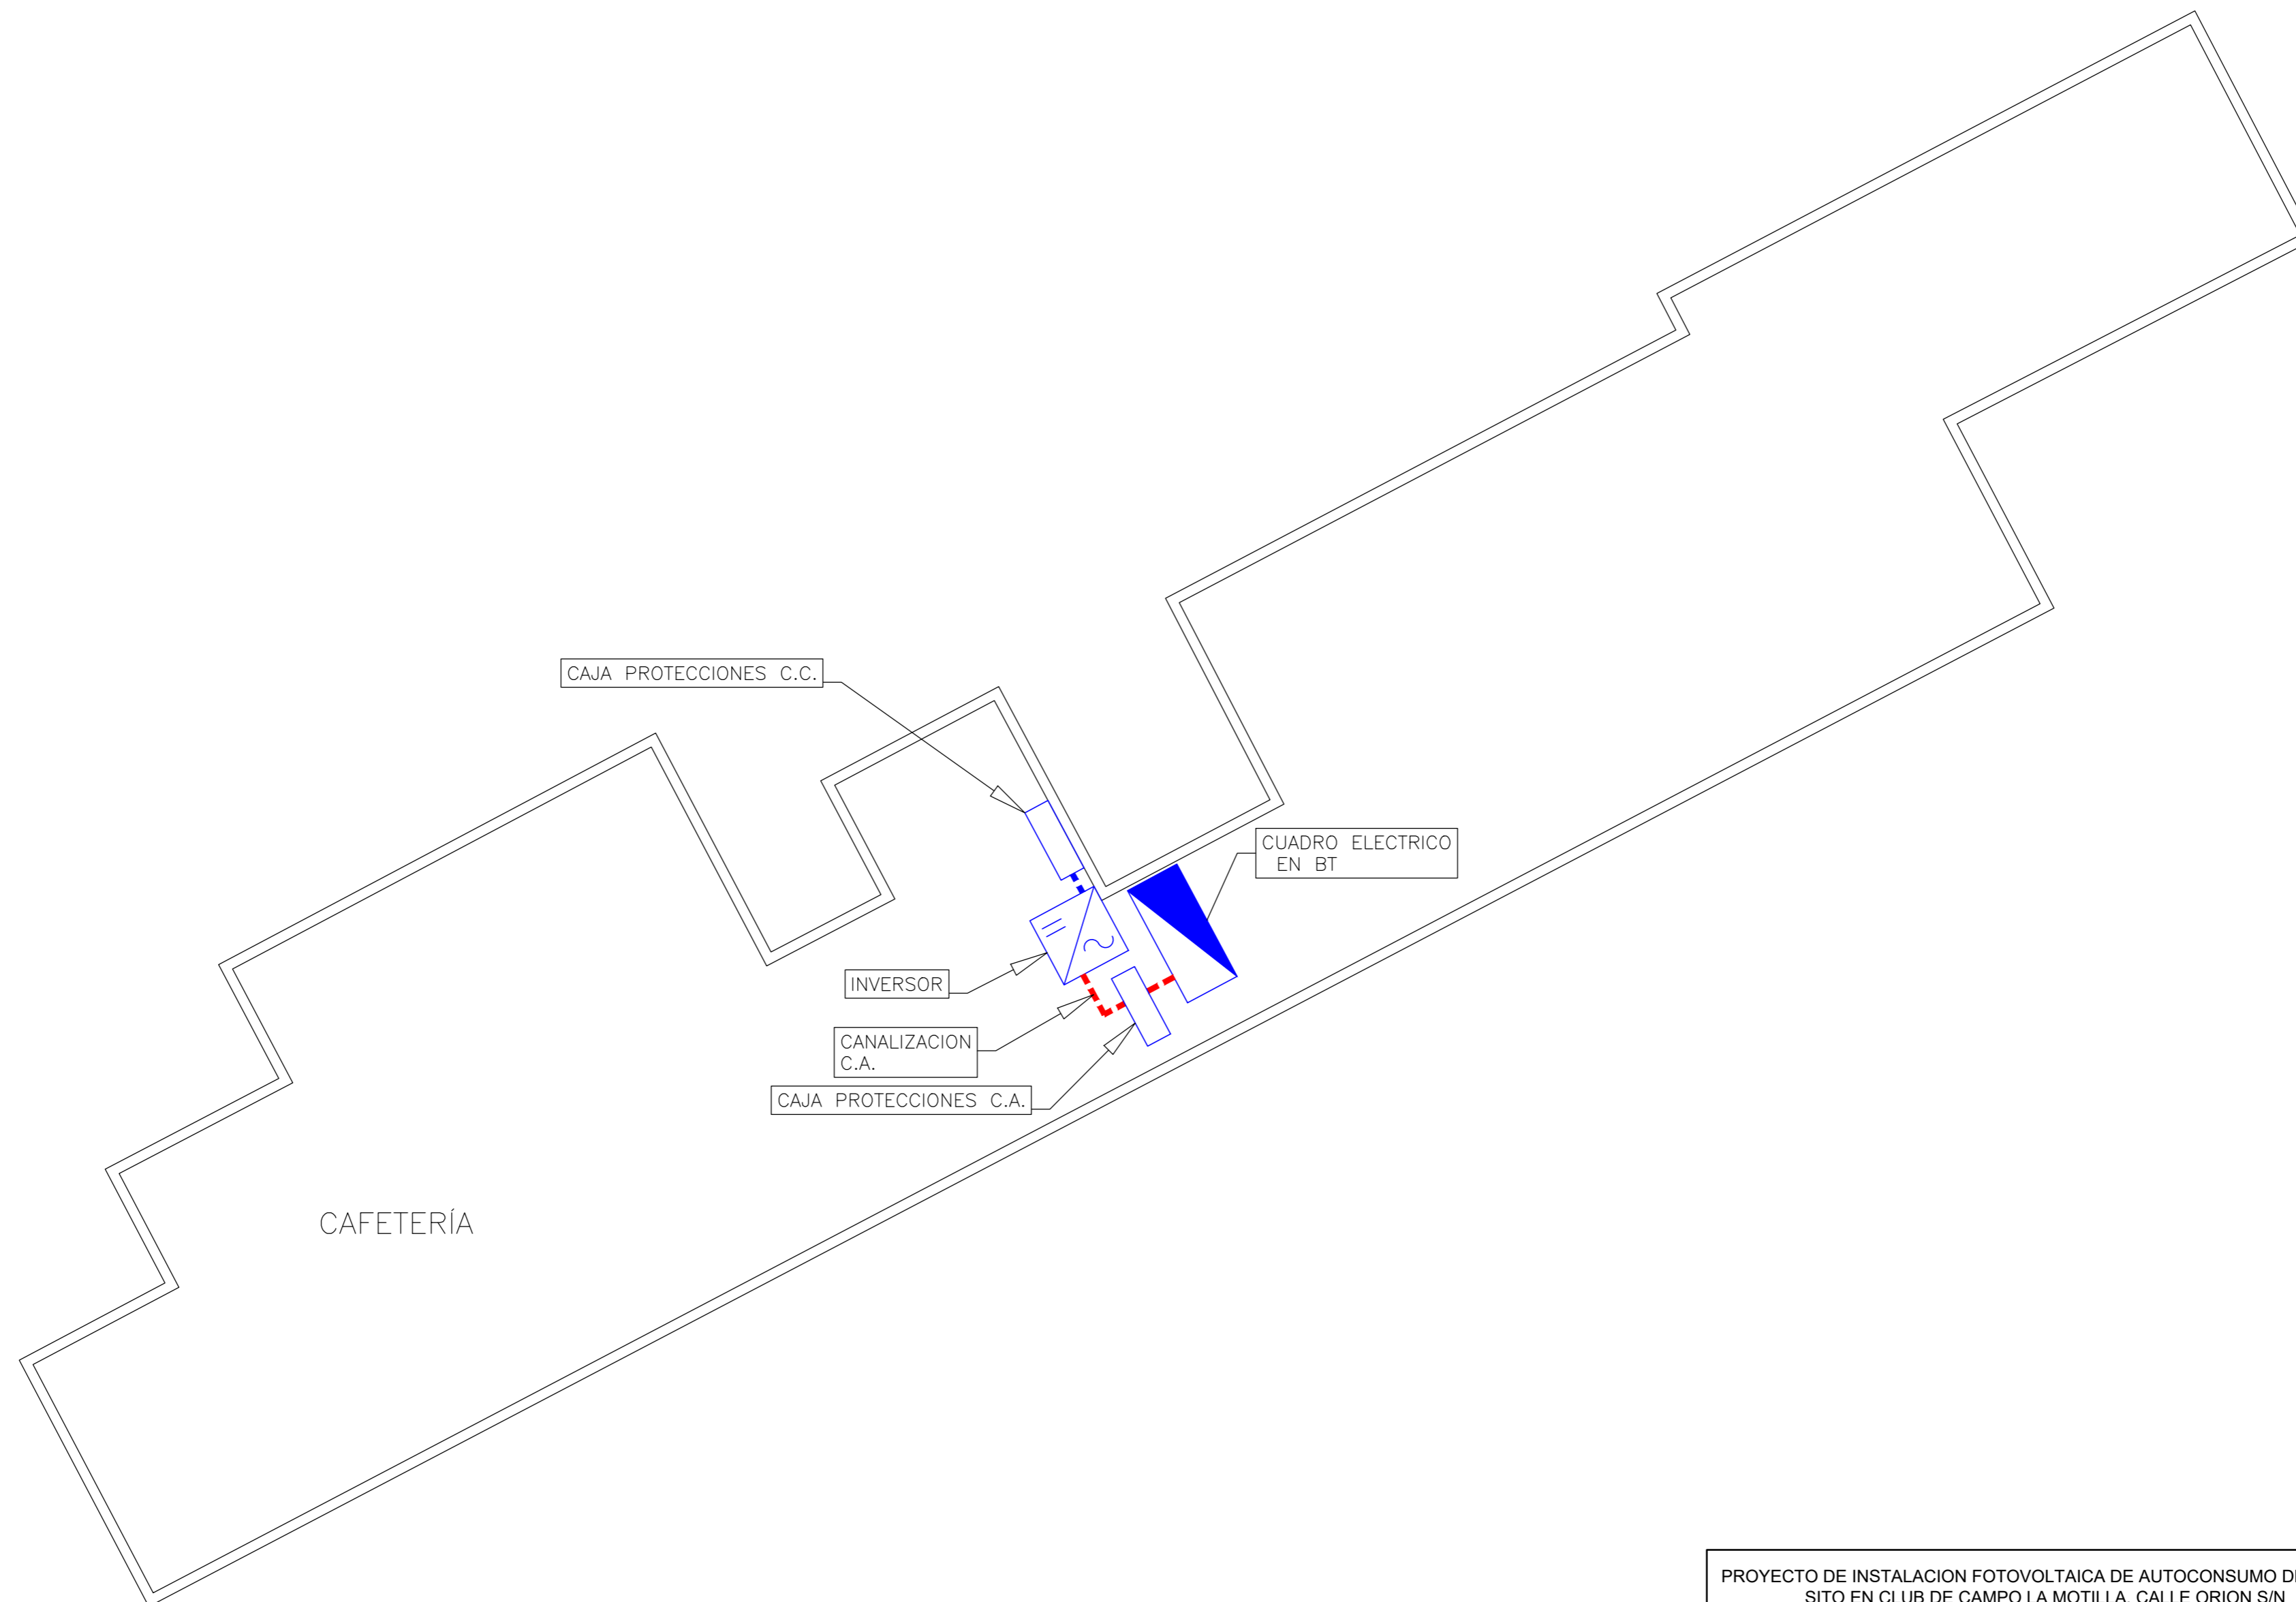 CAJA PROTECCIONES C.C.
CUADRO ELECTRICO
EN BT
INVERSOR
CANALIZACION
C.A.
CAJA PROTECCIONES C.A.
CAFETERÍA
PROYECTO DE INSTALACION FOTOVOLTAICA DE AUTOCONSUMO
SITO EN CLUB DE CAMPO LA MOTILLA. CALLE ORION S/N